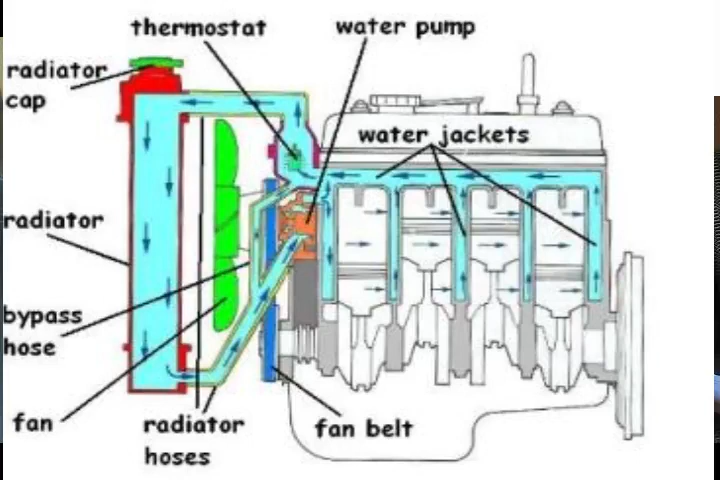 thermostat
water pump
radiator
cap
water jackets
radiator
bypass
hose
fan
radiator
hoses
fan belt